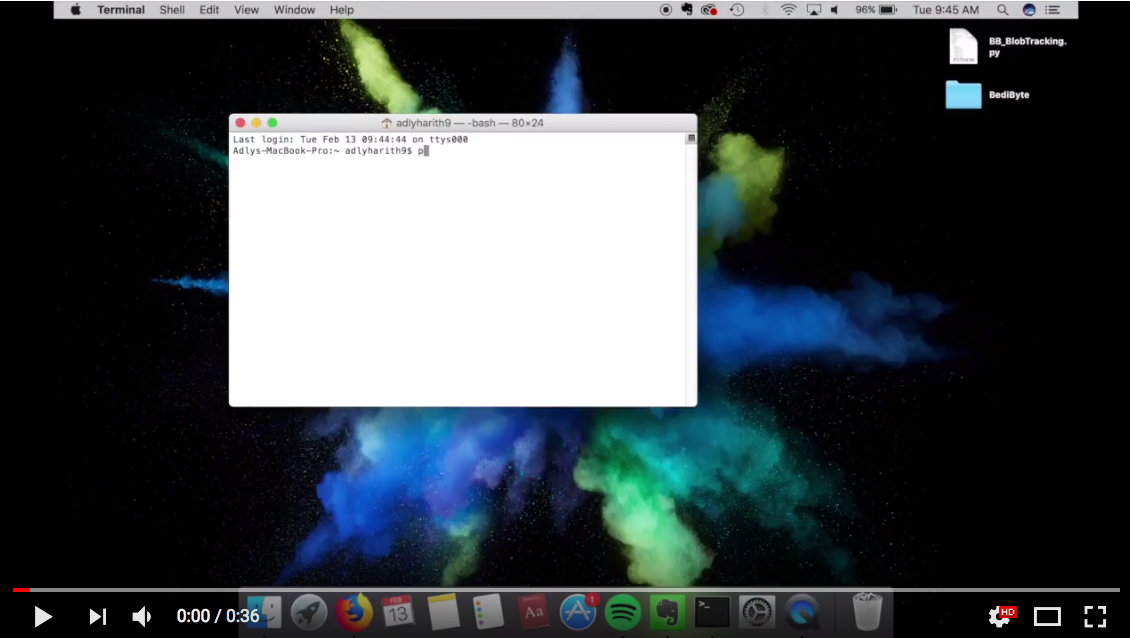 Terminal Shell Edit View Window Help 96% Tue 9:45 AM
BB_BlobTracking.
py
PYTHON
BediByte
adlyharith9 — -bash — 80×24
Last login: Tue Feb 13 09:44:44 on ttys000
Adlys-MacBook-Pro:~ adlyharith9$ p
FEB
13
Aa
1
>_
0:00 / 0:36
HD